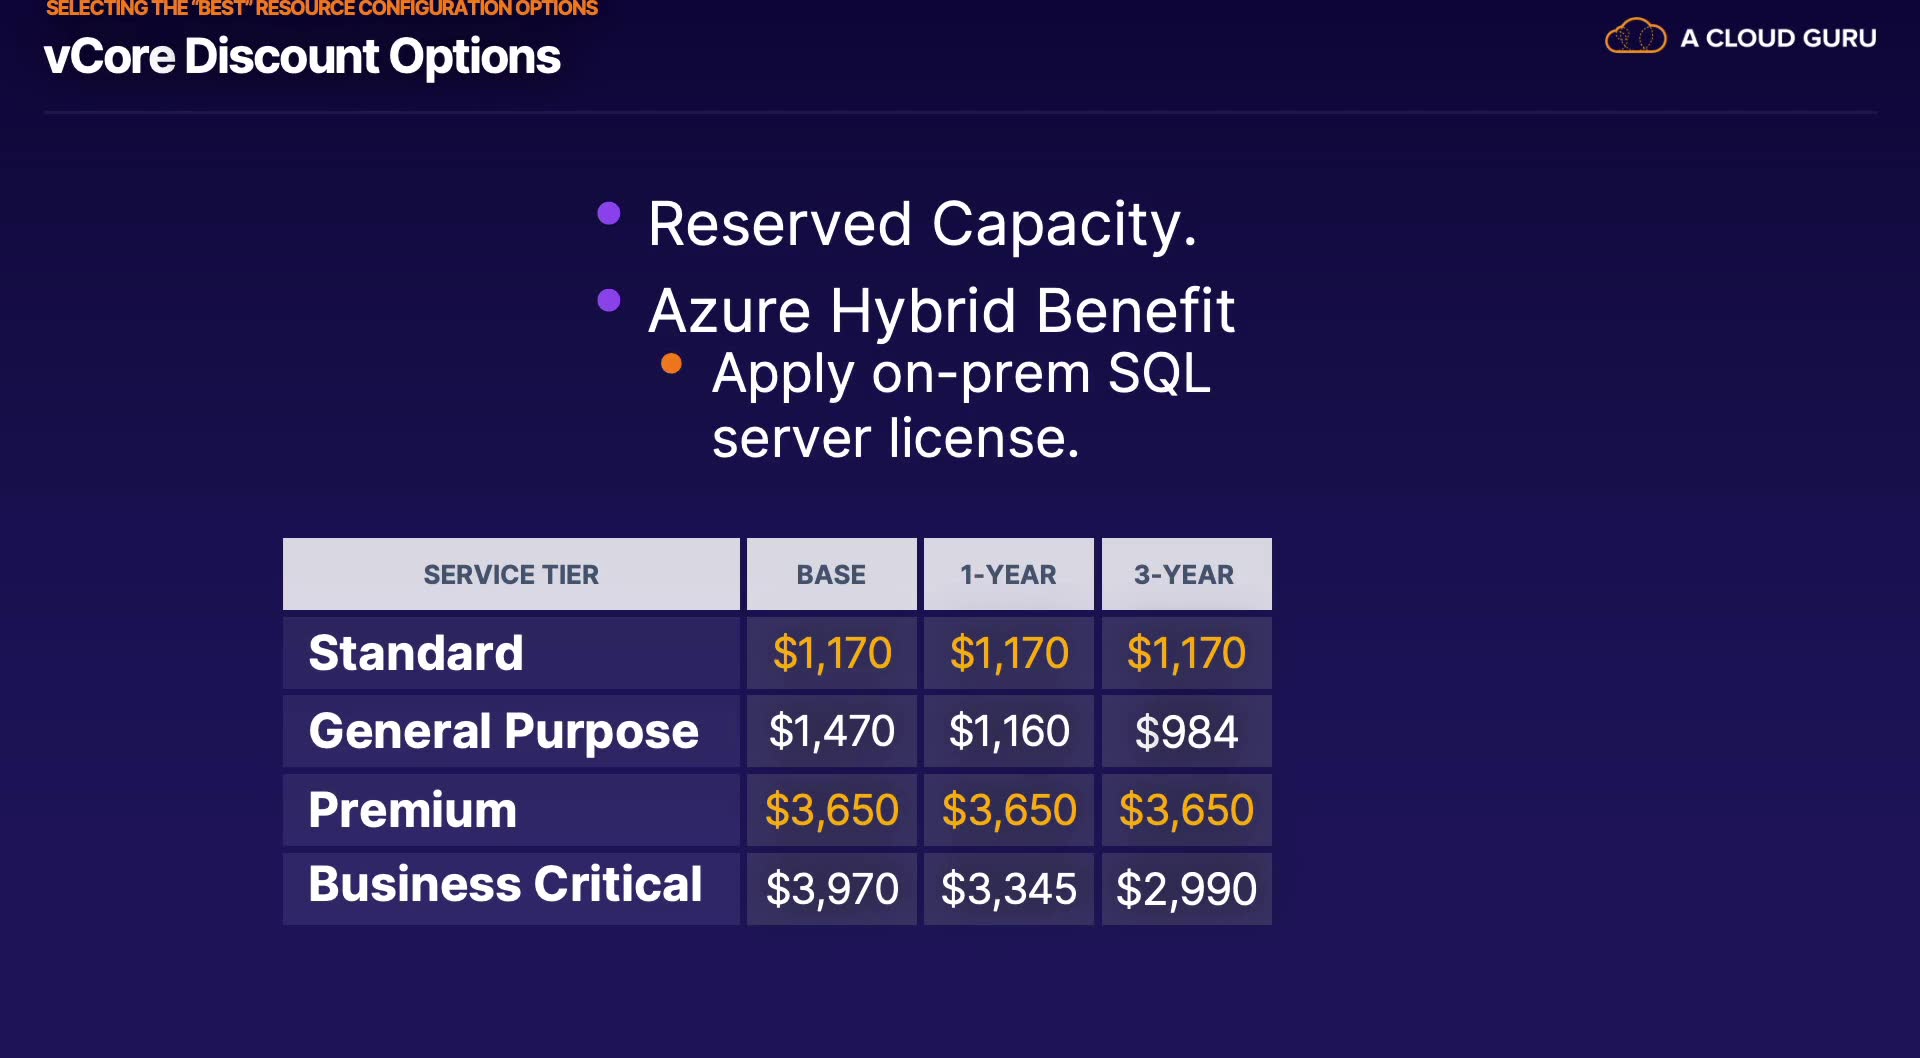 SELECTING THE "BEST" RESOURCE CONFIGURATION OPTIONS
vCore Discount Options
A CLOUD GURU
Reserved Capacity.
Azure Hybrid Benefit
Apply on-prem SQL
server license.
SERVICE TIER BASE 1-YEAR 3-YEAR
Standard $1,170 $1,170 $1,170
General Purpose $1,470 $1,160 $984
Premium $3,650 $3,650 $3,650
Business Critical $3,970 $3,345 $2,990